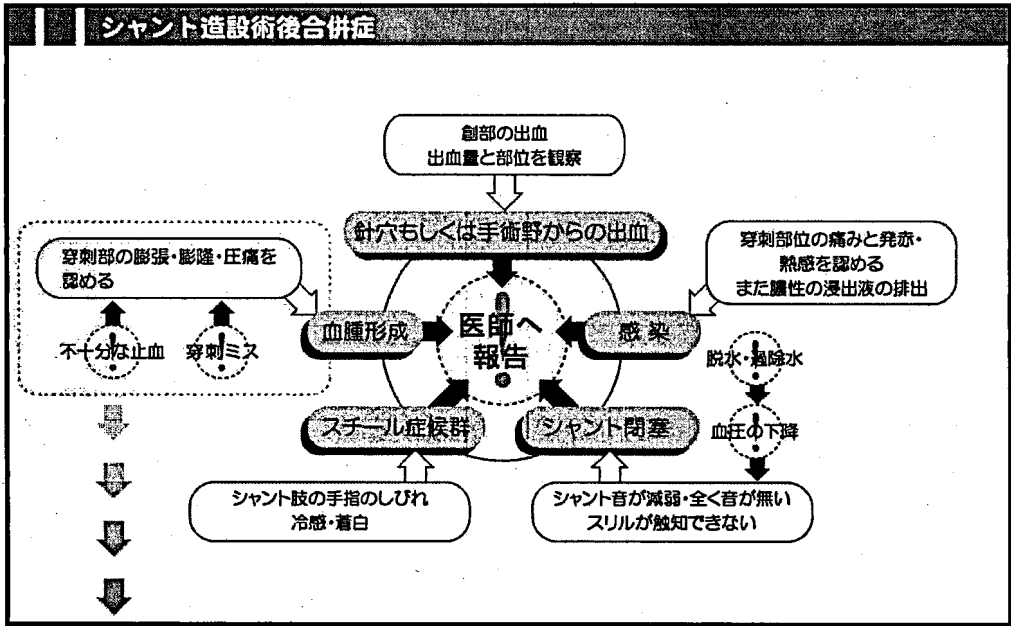 シャント造設術後合併症
創部の出血
出血量と部位を観察
針穴もしくは手術野からの出血
穿刺部の膨張・膨隆・圧痛を
認める
穿刺部位の痛みと発赤・
熱感を認める
また膿性の浸出液の排出
血腫形成
医師へ
報告
感染
不十分な止血
穿刺ミス
脱水・過除水
スチール症候群
シャント閉塞
血圧の下降
シャント肢の手指のしびれ
冷感・蒼白
シャント音が減弱・全く音が無い
スリルが触知できない